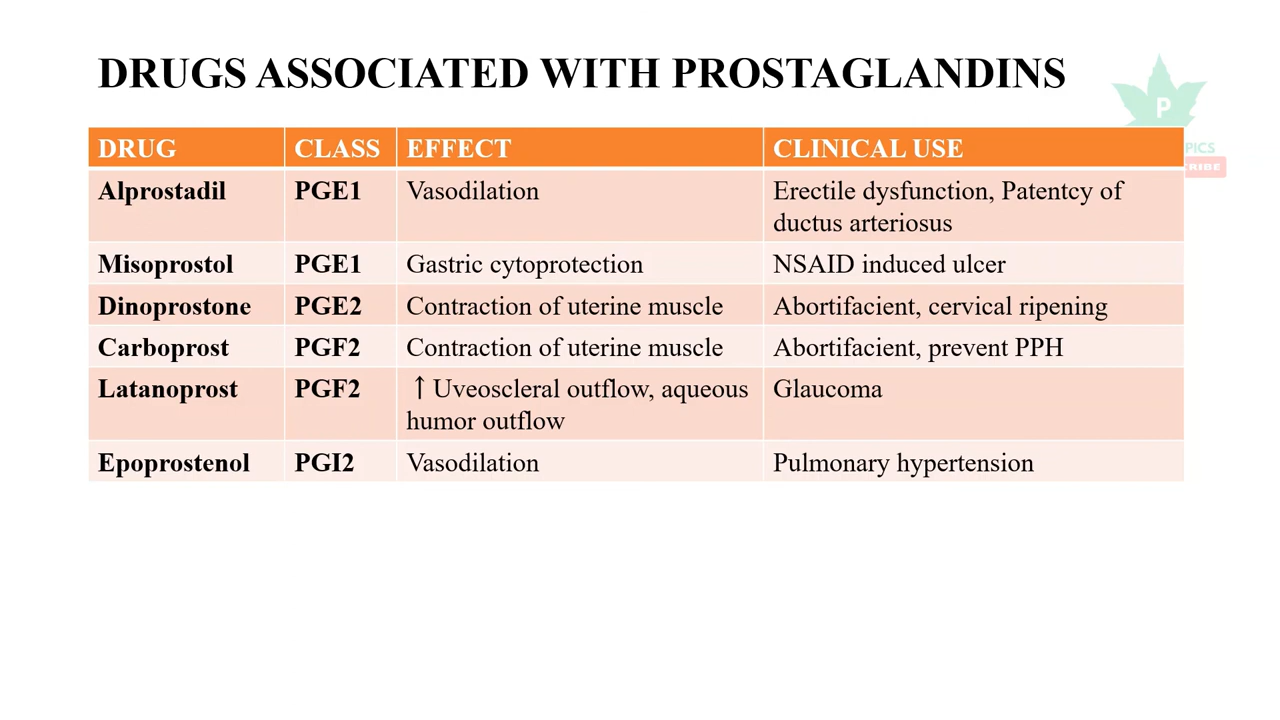 DRUGS ASSOCIATED WITH PROSTAGLANDINS
P
PICS
RIBE
DRUG CLASS EFFECT CLINICAL USE
Alprostadil PGE1 Vasodilation Erectile dysfunction, Patentcy of
ductus arteriosus
Misoprostol PGE1 Gastric cytoprotection NSAID induced ulcer
Dinoprostone PGE2 Contraction of uterine muscle Abortifacient, cervical ripening
Carboprost PGF2 Contraction of uterine muscle Abortifacient, prevent PPH
Latanoprost PGF2 ↑ Uveoscleral outflow, aqueous Glaucoma
humor outflow
Epoprostenol PGI2 Vasodilation Pulmonary hypertension